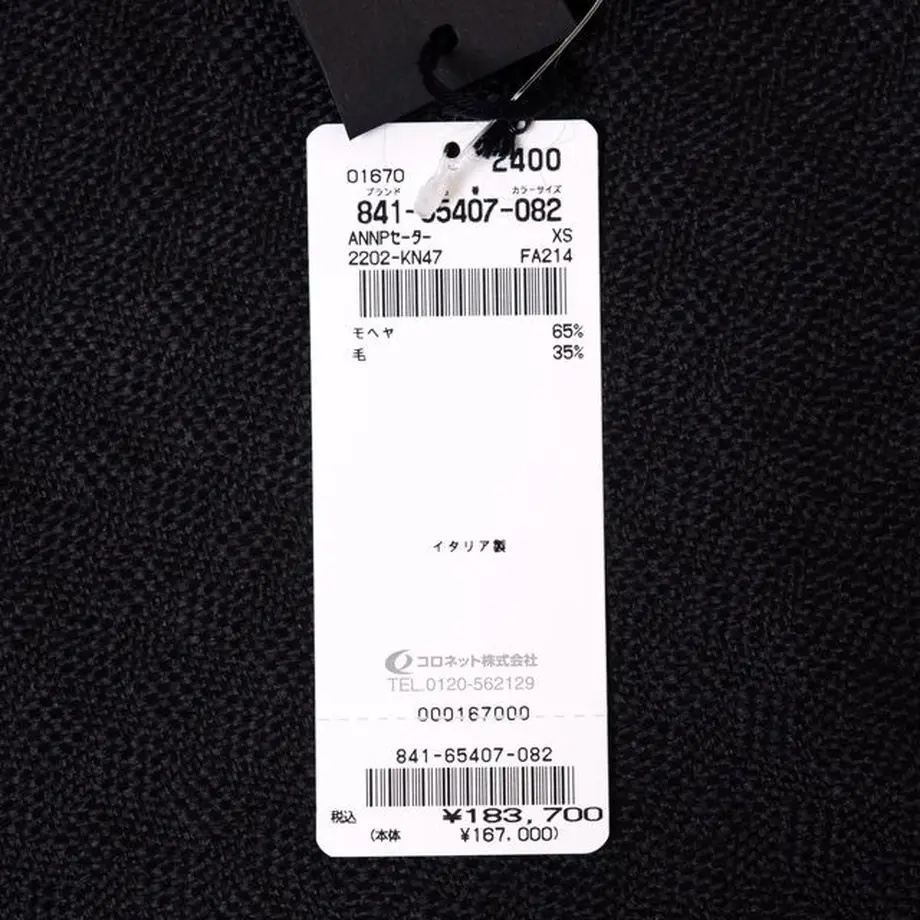 2400
01670
ブランド 番 カラーサイズ
841-65407-082
ANNPセーター XS
2202-KN47 FA214
モヘヤ 65%
毛 35%
イタリア製
コロネット株式会社
TEL.0120-562129
000167000
841-65407-082
税込 ¥183,700
(本体 ¥167,000)